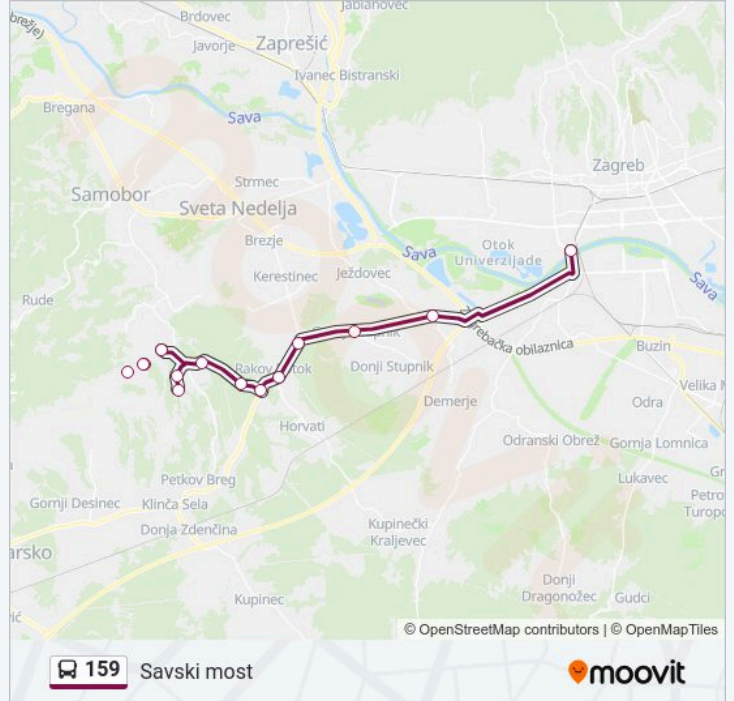 Jablanovec
Brdovec
brežje)
Javorje
Zaprešić
Ivanec Bistranski
Bregana
Sava
Zagreb
Strmec
Samobor
Sveta Nedelja
Brezje
Otok
Univerzijade
Sava
Kerestinec
Ježdovec
Sava
Rude
obilaznica
Buzin
Rakov Potok
Donji Stupnik
Velika M
Demerje
Odra
Horvati
Odranski Obrež
Gornja Lomnica
Petkov Breg
Lukavec
Gr
Gornji Desinec
Klinča Sela
Petro
Turopo
Donja Zdenčina
Kupinečki
Kraljevec
arsko
Donji
Dragonožec
Kupinec
Gudci
© OpenStreetMap contributors | © OpenMapTiles
159 Savski most
moovit